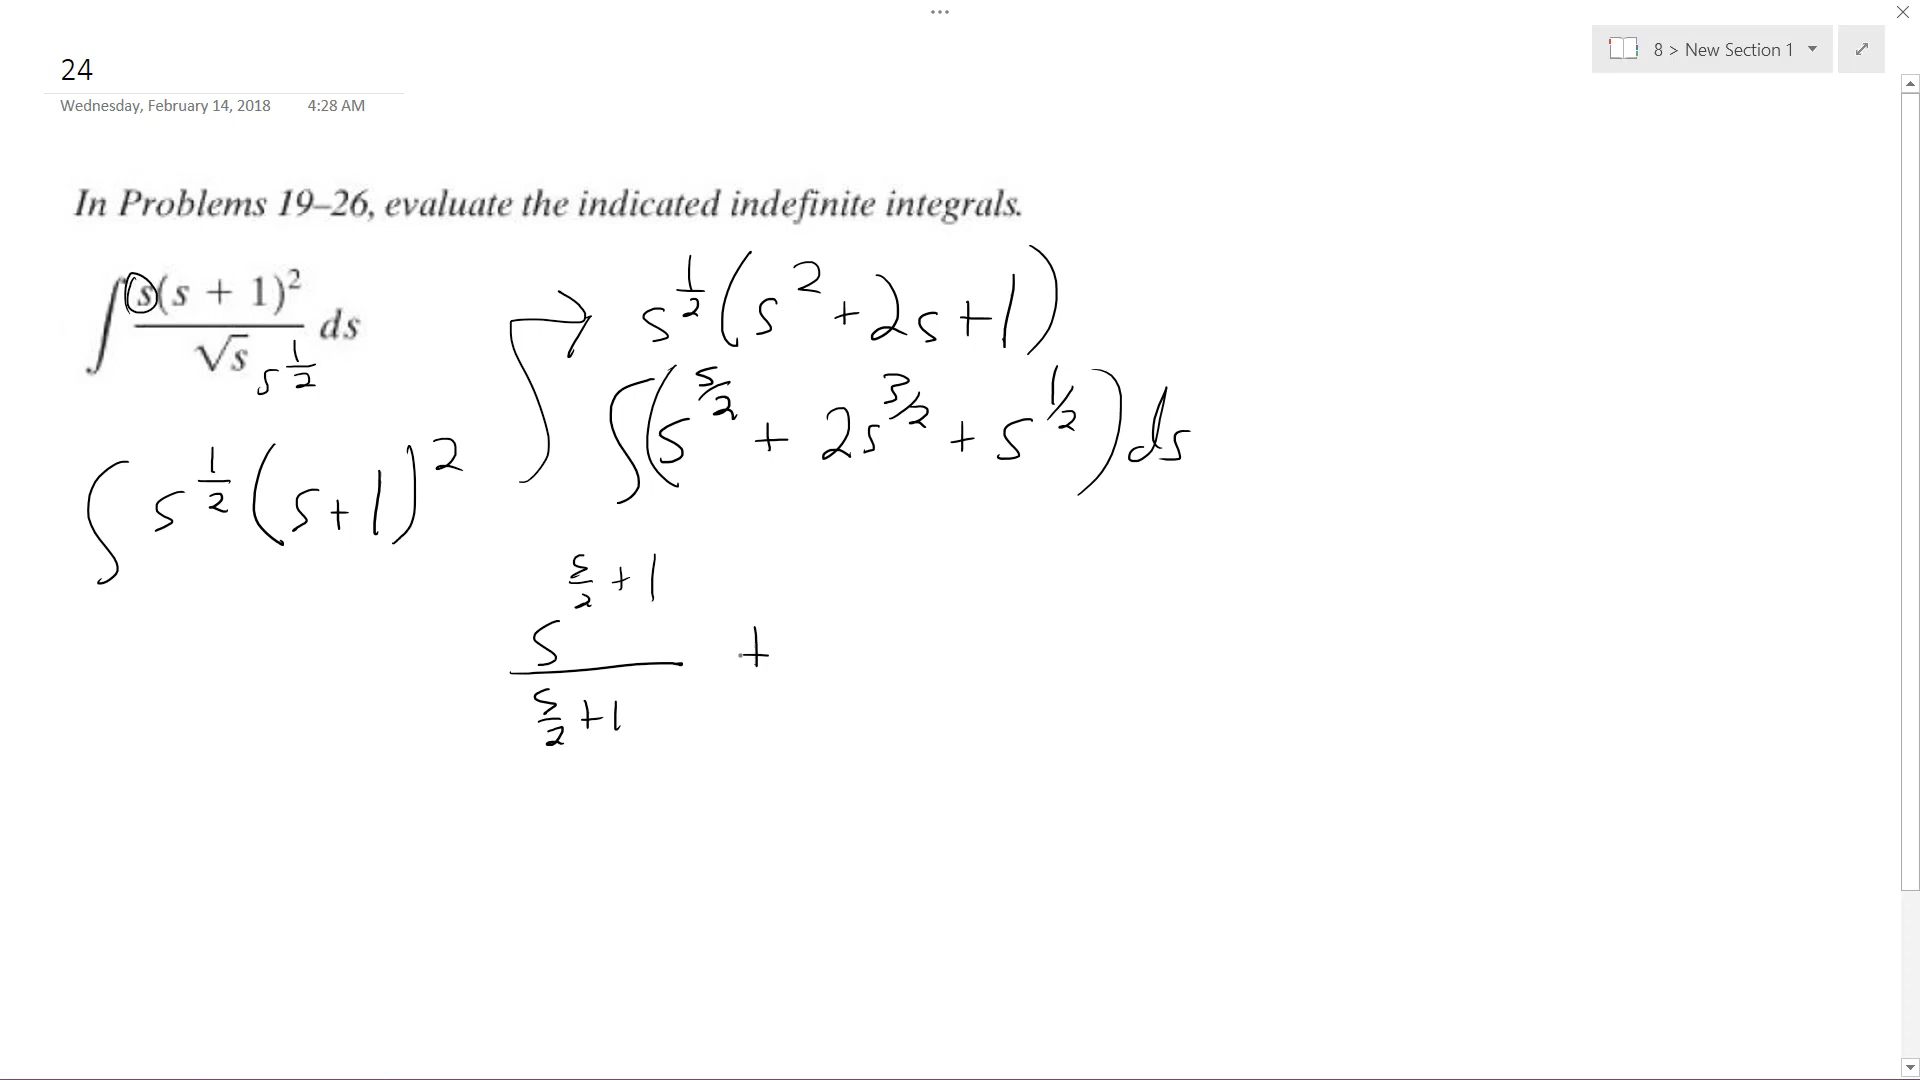 8 > New Section 1
24
Wednesday, February 14, 2018 4:28 AM
In Problems 19–26, evaluate the indicated indefinite integrals.
∫ s(s + 1)² / √s ds
s^(1/2)
∫ s^(1/2) (s+1)²
s^(1/2) (s² + 2s + 1)
∫ (s^(5/2) + 2s^(3/2) + s^(1/2)) ds
s^(5/2 + 1) / (5/2 + 1) +